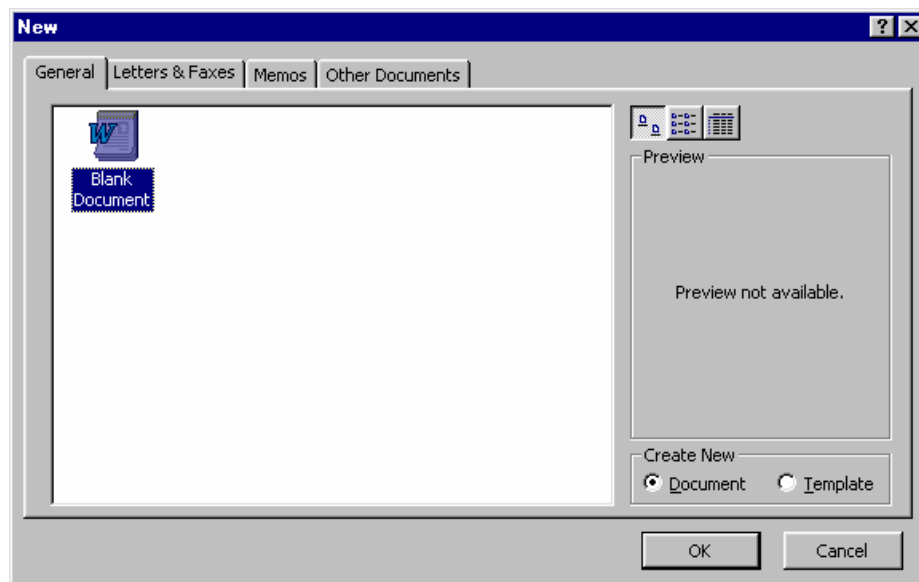 New
General Letters & Faxes Memos Other Documents
W
Blank
Document
Preview
Preview not available.
Create New
Document Template
OK Cancel